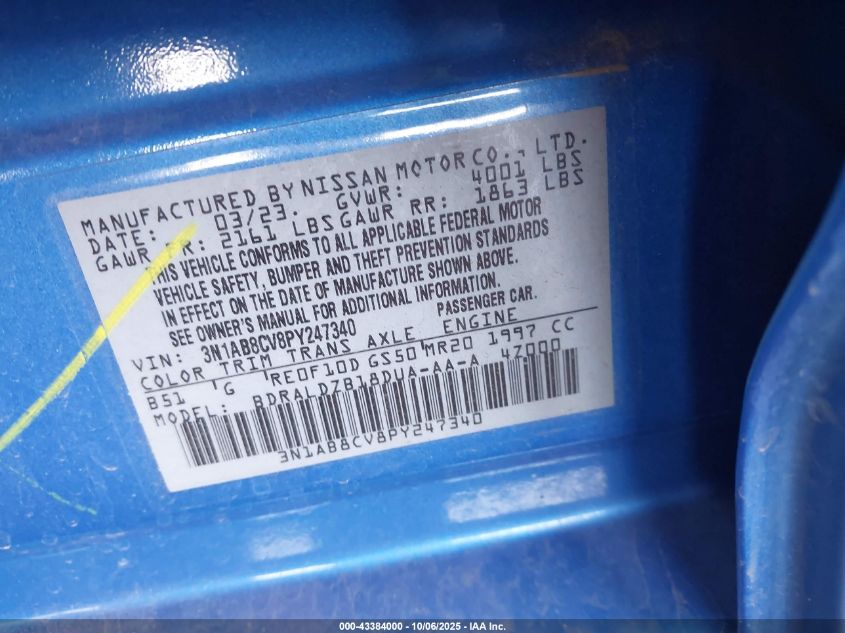 MANUFACTURED BY NISSAN MOTOR CO., LTD.
DATE: 03/23. GVWR: 4001 LBS
GAWR FR: 2161 LBS GAWR RR: 1863 LBS
THIS VEHICLE CONFORMS TO ALL APPLICABLE FEDERAL MOTOR
VEHICLE SAFETY, BUMPER AND THEFT PREVENTION STANDARDS
IN EFFECT ON THE DATE OF MANUFACTURE SHOWN ABOVE.
SEE OWNER'S MANUAL FOR ADDITIONAL INFORMATION.
VIN: 3N1AB8CV8PY247340 PASSENGER CAR.
COLOR TRIM TRANS AXLE ENGINE
B51 'G 'RE0F10D GS50'MR20 1997 CC
MODEL: BDRALDZB18DUA-AA-A 4Z000
3N1AB8CV8PY247340
000-43384000 - 10/06/2025 - IAA Inc.